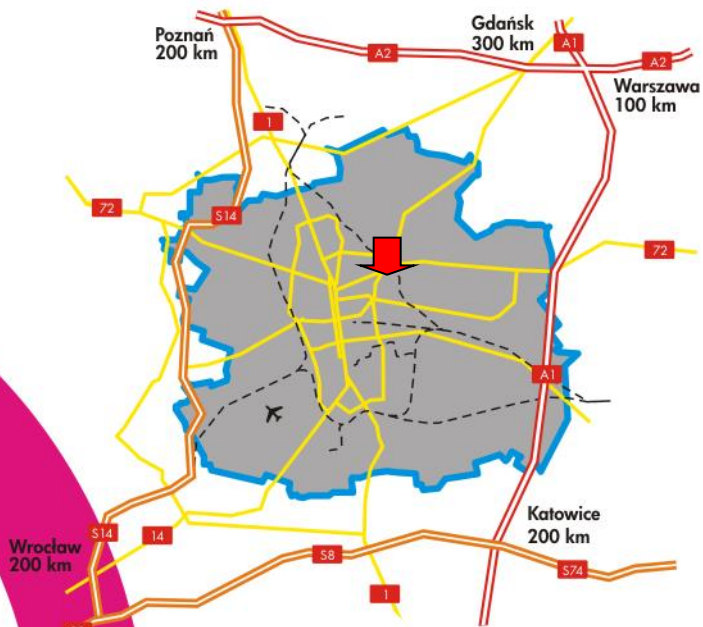 Poznań
200 km
Gdańsk
300 km
A1
A2
A2
Warszawa
100 km
1
72
S14
72
A1
Katowice
200 km
S14
14
Wrocław
200 km
S8
S74
1